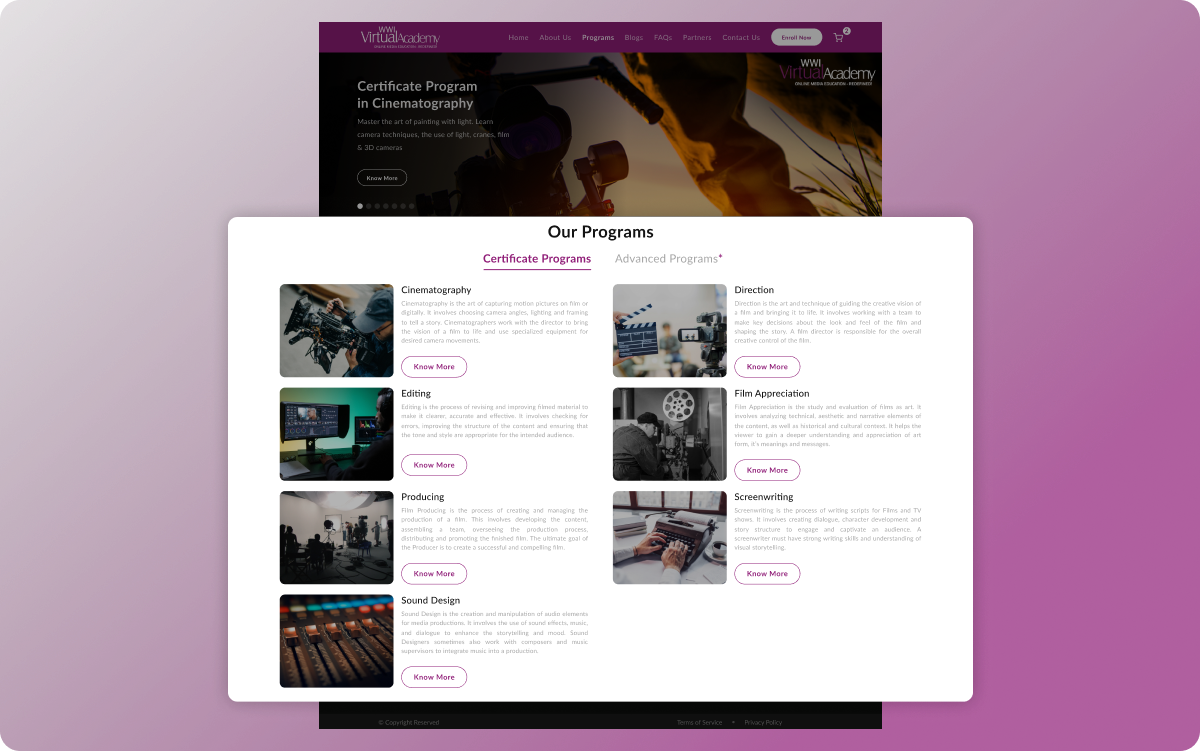 WWI
VirtualAcademy
ONLINE MEDIA EDUCATION - REDEFINED
Home About Us Programs Blogs FAQs Partners Contact Us Enroll Now 2
WWI
VirtualAcademy
ONLINE MEDIA EDUCATION - REDEFINED
Certificate Program
in Cinematography
Master the art of painting with light. Learn
camera techniques, the use of light, cranes, film
& 3D cameras
Know More
Our Programs
Certificate Programs Advanced Programs*
Cinematography
Cinematography is the art of capturing motion pictures on film or
digitally. It involves choosing camera angles, lighting and framing
to tell a story. Cinematographers work with the director to bring
the vision of a film to life and use specialized equipment for
desired camera movements.
Know More
Direction
Direction is the art and technique of guiding the creative vision of
a film and bringing it to life. It involves working with a team to
make key decisions about the look and feel of the film and
shaping the story. A film director is responsible for the overall
creative control of the film.
Know More
Editing
Editing is the process of revising and improving filmed material to
make it clearer, accurate and effective. It involves checking for
errors, improving the structure of the content and ensuring that
the tone and style are appropriate for the intended audience.
Know More
Film Appreciation
Film Appreciation is the study and evaluation of films as art. It
involves analyzing technical, aesthetic and narrative elements of
the content, as well as historical and cultural context. It helps the
viewer to gain a deeper understanding and appreciation of art
form, it's meanings and messages.
Know More
Producing
Film Producing is the process of creating and managing the
production of a film. This involves developing the content,
assembling a team, overseeing the production process,
distributing and promoting the finished film. The ultimate goal of
the Producer is to create a successful and compelling film.
Know More
Screenwriting
Screenwriting is the process of writing scripts for Films and TV
shows. It involves creating dialogue, character development and
story structure to engage and captivate an audience. A
screenwriter must have strong writing skills and understanding of
visual storytelling.
Know More
Sound Design
Sound Design is the creation and manipulation of audio elements
for media productions. It involves the use of sound effects, music,
and dialogue to enhance the storytelling and mood. Sound
Designers sometimes also work with composers and music
supervisors to integrate music into a production.
Know More
© Copyright Reserved
Terms of Service • Privacy Policy